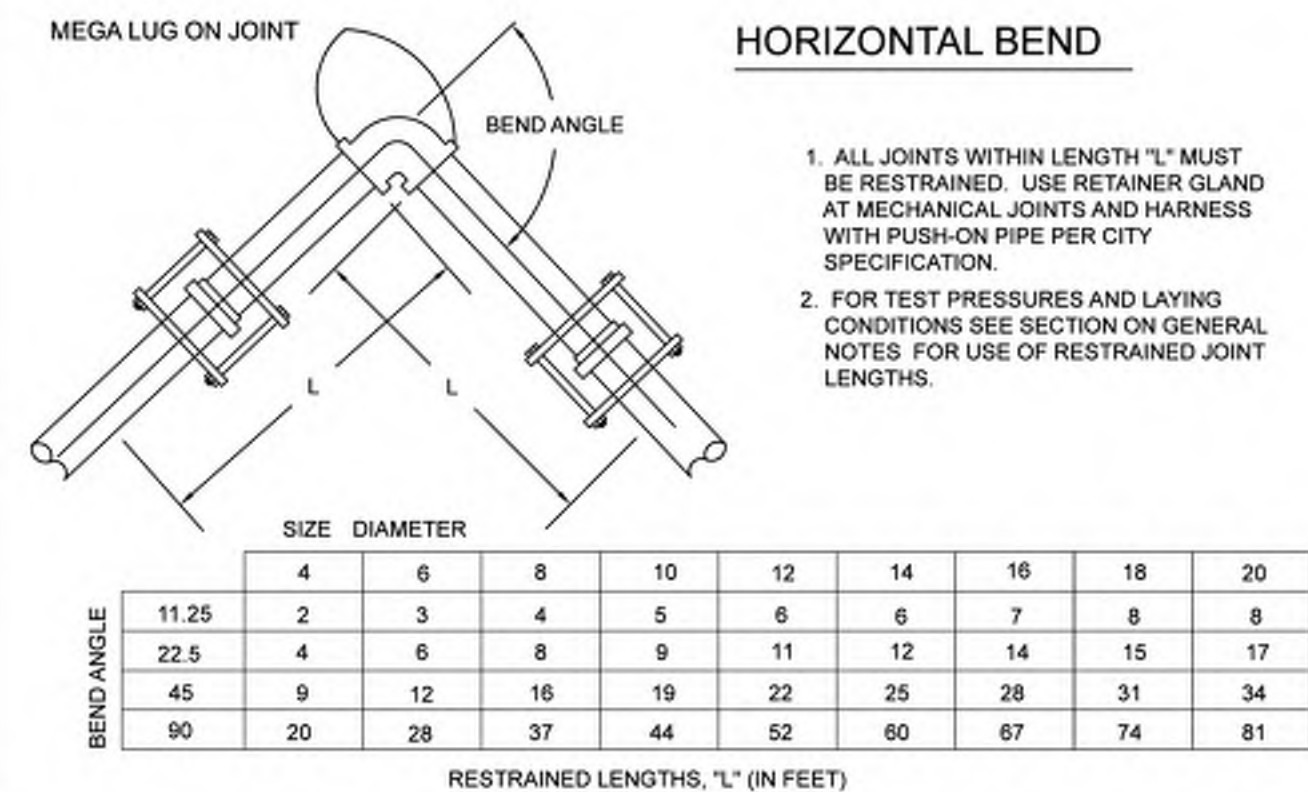 MEGA LUG ON JOINT
HORIZONTAL BEND
BEND ANGLE
1. ALL JOINTS WITHIN LENGTH "L" MUST
BE RESTRAINED. USE RETAINER GLAND
AT MECHANICAL JOINTS AND HARNESS
WITH PUSH-ON PIPE PER CITY
SPECIFICATION.
2. FOR TEST PRESSURES AND LAYING
CONDITIONS SEE SECTION ON GENERAL
NOTES FOR USE OF RESTRAINED JOINT
LENGTHS.
L L
SIZE DIAMETER
4 6 8 10 12 14 16 18 20
BEND ANGLE
11.25 2 3 4 5 6 6 7 8 8
22.5 4 6 8 9 11 12 14 15 17
45 9 12 16 19 22 25 28 31 34
90 20 28 37 44 52 60 67 74 81
RESTRAINED LENGTHS, "L" (IN FEET)